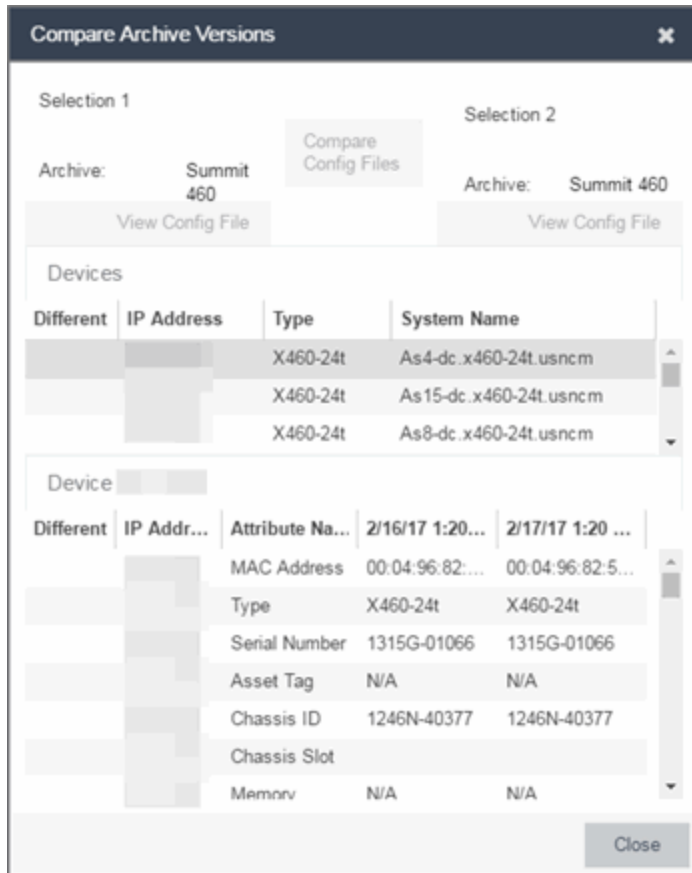 Compare Archive Versions
Selection 1
Selection 2
Compare
Config Files
Archive: Summit
460
Archive: Summit 460
View Config File
View Config File
Devices
Different IP Address Type System Name
X460-24t As4-dc.x460-24t.usncm
X460-24t As15-dc.x460-24t.usncm
X460-24t As8-dc.x460-24t.usncm
Device
Different IP Addr... Attribute Na... 2/16/17 1:20... 2/17/17 1:20 ...
MAC Address 00:04:96:82:... 00:04:96:82:5...
Type X460-24t X460-24t
Serial Number 1315G-01066 1315G-01066
Asset Tag N/A N/A
Chassis ID 1246N-40377 1246N-40377
Chassis Slot
Memory N/A N/A
Close